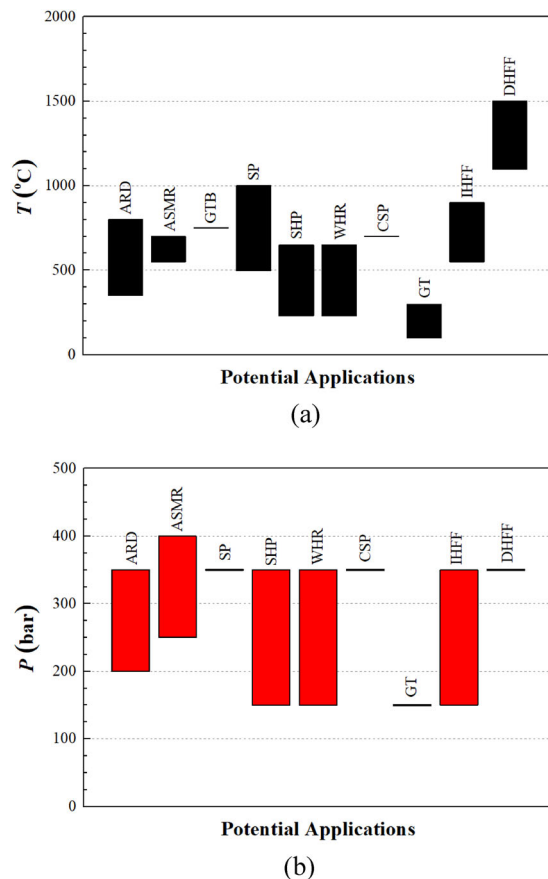 2000
1500
1000
500
0
T (°C)
ARD
ASMR
GTB
SP
SHP
WHR
CSP
GT
IHFF
DHFF
Potential Applications
(a)
500
400
300
200
100
0
P (bar)
ARD
ASMR
SP
SHP
WHR
CSP
GT
IHFF
DHFF
Potential Applications
(b)